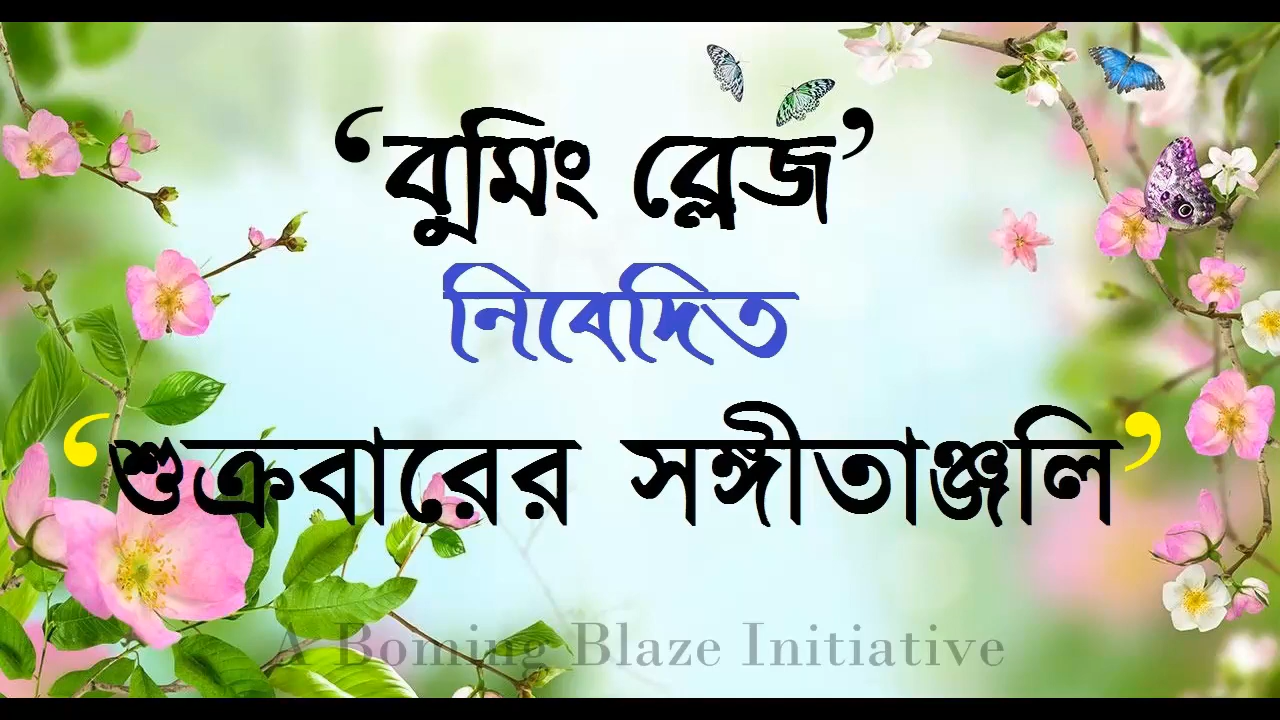 ‘বুমিং ব্লেজ’
নিবেদিত
‘শুক্রবারের সঙ্গীতাঞ্জলি’
A Boming Blaze Initiative